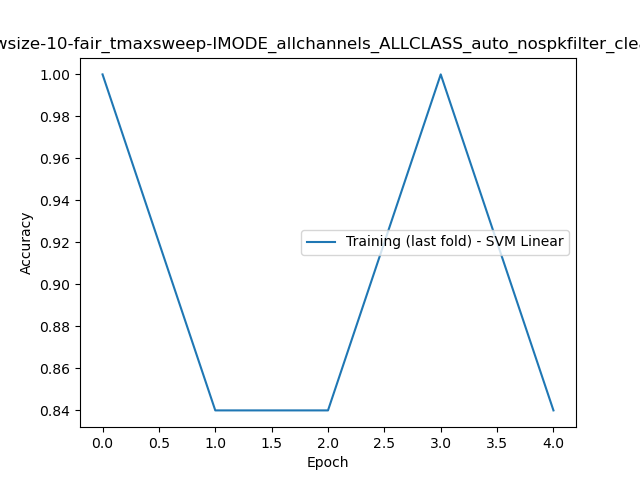 wsize-10-fair_tmaxsweep-IMODE_allchannels_ALLCLASS_auto_nospkfilter_clea
1.00
0.98
0.96
0.94
0.92
0.90
0.88
0.86
0.84
Accuracy
Training (last fold) - SVM Linear
0.0 0.5 1.0 1.5 2.0 2.5 3.0 3.5 4.0
Epoch